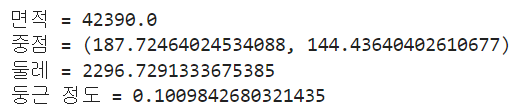 면적 = 42390.0
중점 = (187.72464024534088, 144.43640402610677)
둘레 = 2296.7291333675385
둥근 정도 = 0.1009842680321435